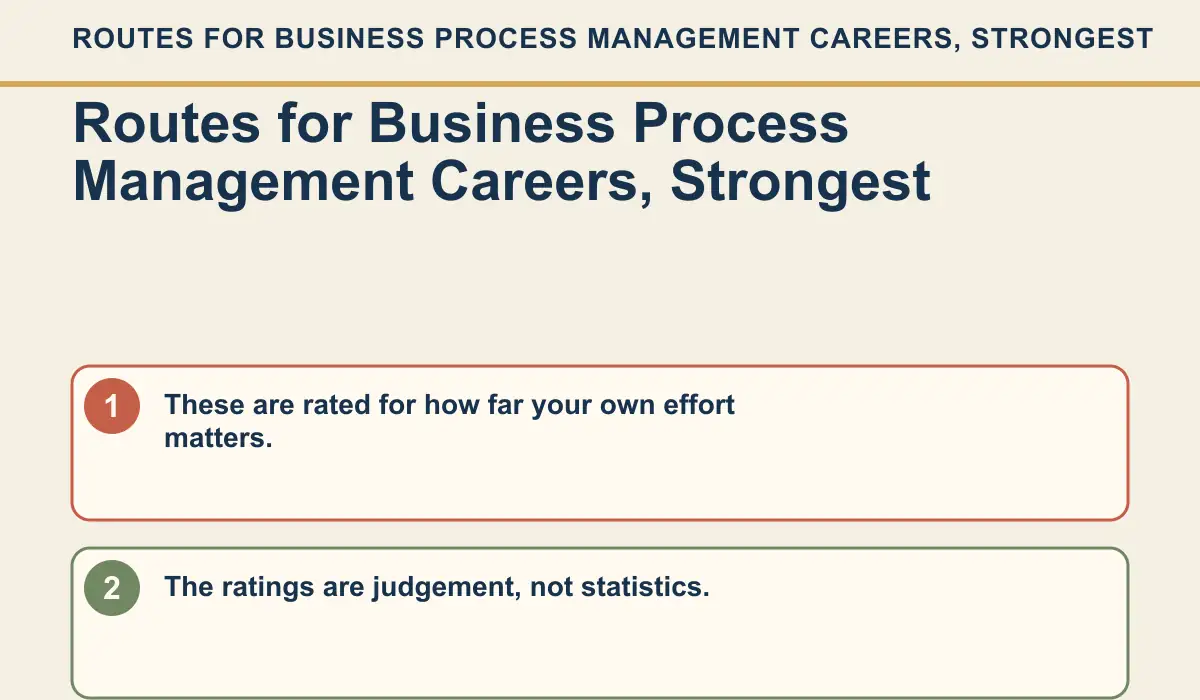 ROUTES FOR BUSINESS PROCESS MANAGEMENT CAREERS, STRONGEST
Routes for Business Process
Management Careers, Strongest
1
These are rated for how far your own effort
matters.
2
The ratings are judgement, not statistics.